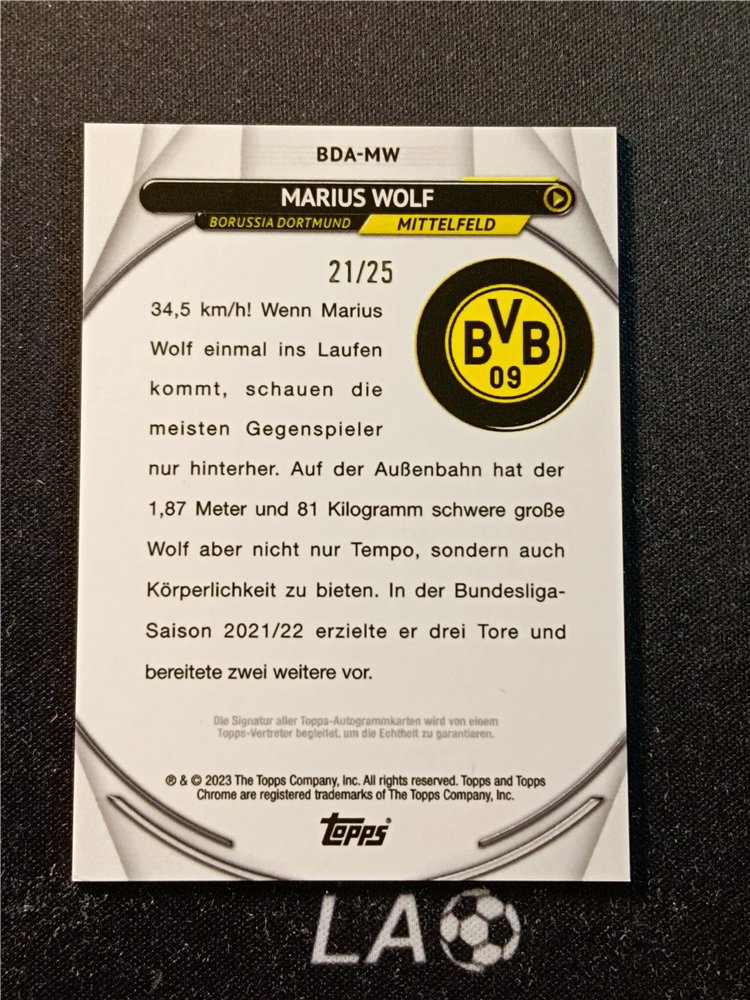 BDA-MW
MARIUS WOLF
BORUSSIA DORTMUND MITTELFELD
21/25
34,5 km/h! Wenn Marius
Wolf einmal ins Laufen
kommt, schauen die
meisten Gegenspieler
nur hinterher. Auf der Außenbahn hat der
1,87 Meter und 81 Kilogramm schwere große
Wolf aber nicht nur Tempo, sondern auch
Körperlichkeit zu bieten. In der Bundesliga-
Saison 2021/22 erzielte er drei Tore und
bereitete zwei weitere vor.
BVB
09
Die Signatur aller Topps-Autogrammkarten wird von einem
Topps-Vertreter begleitet, um die Echtheit zu garantieren.
® & © 2023 The Topps Company, Inc. All rights reserved. Topps and Topps
Chrome are registered trademarks of The Topps Company, Inc.
topps®
LA